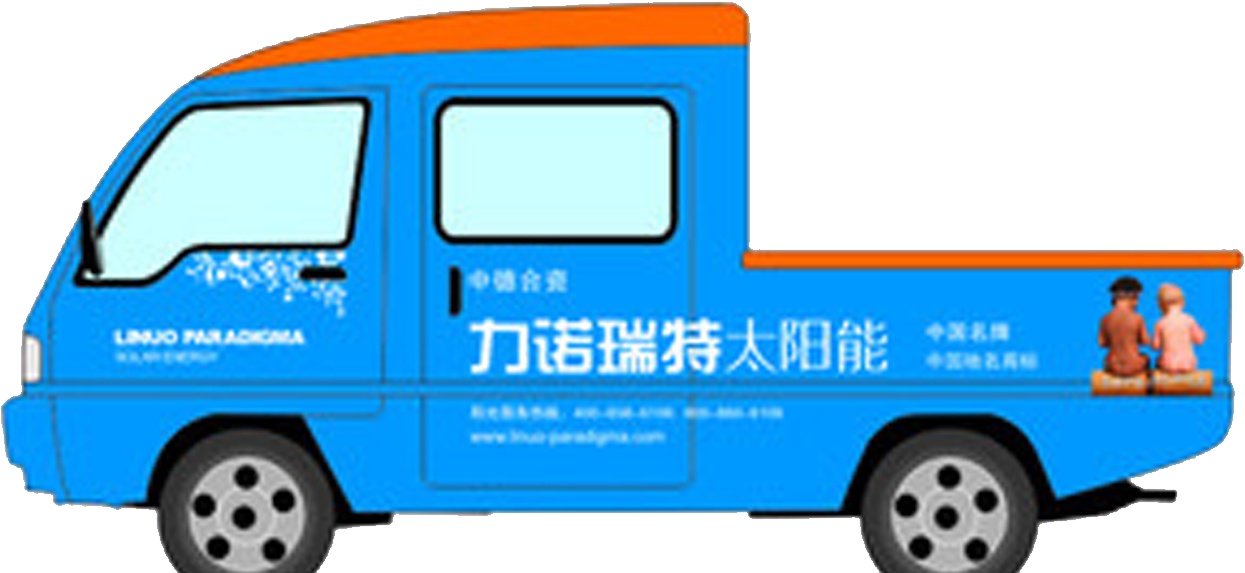 中德合资
LINUO PARADIGMA
SOLAR ENERGY
力诺瑞特太阳能
中国名牌
中国驰名商标
www.linuo-paradigma.com